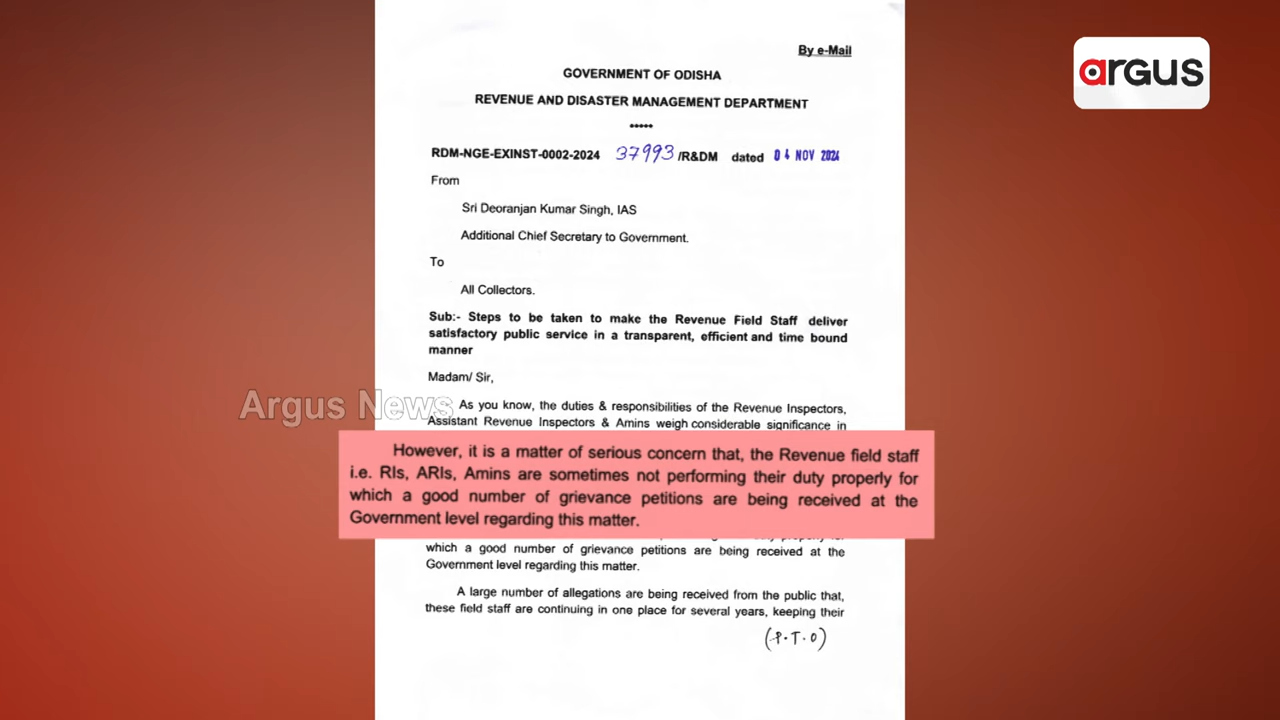 By e-Mail
argus
GOVERNMENT OF ODISHA
REVENUE AND DISASTER MANAGEMENT DEPARTMENT
•••••
RDM-NGE-EXINST-0002-2024 37993 /R&DM dated 04 NOV 2024
From
Sri Deoranjan Kumar Singh, IAS
Additional Chief Secretary to Government.
To
All Collectors.
Sub:- Steps to be taken to make the Revenue Field Staff deliver
satisfactory public service in a transparent, efficient and time bound
manner
Madam/ Sir,
Argus News
As you know, the duties & responsibilities of the Revenue Inspectors,
Assistant Revenue Inspectors & Amins weigh considerable significance in
However, it is a matter of serious concern that, the Revenue field staff
i.e. RIs, ARIs, Amins are sometimes not performing their duty properly for
which a good number of grievance petitions are being received at the
Government level regarding this matter.
which a good number of grievance petitions are being received at the
Government level regarding this matter.
A large number of allegations are being received from the public that,
these field staff are continuing in one place for several years, keeping their
(P.T.O)